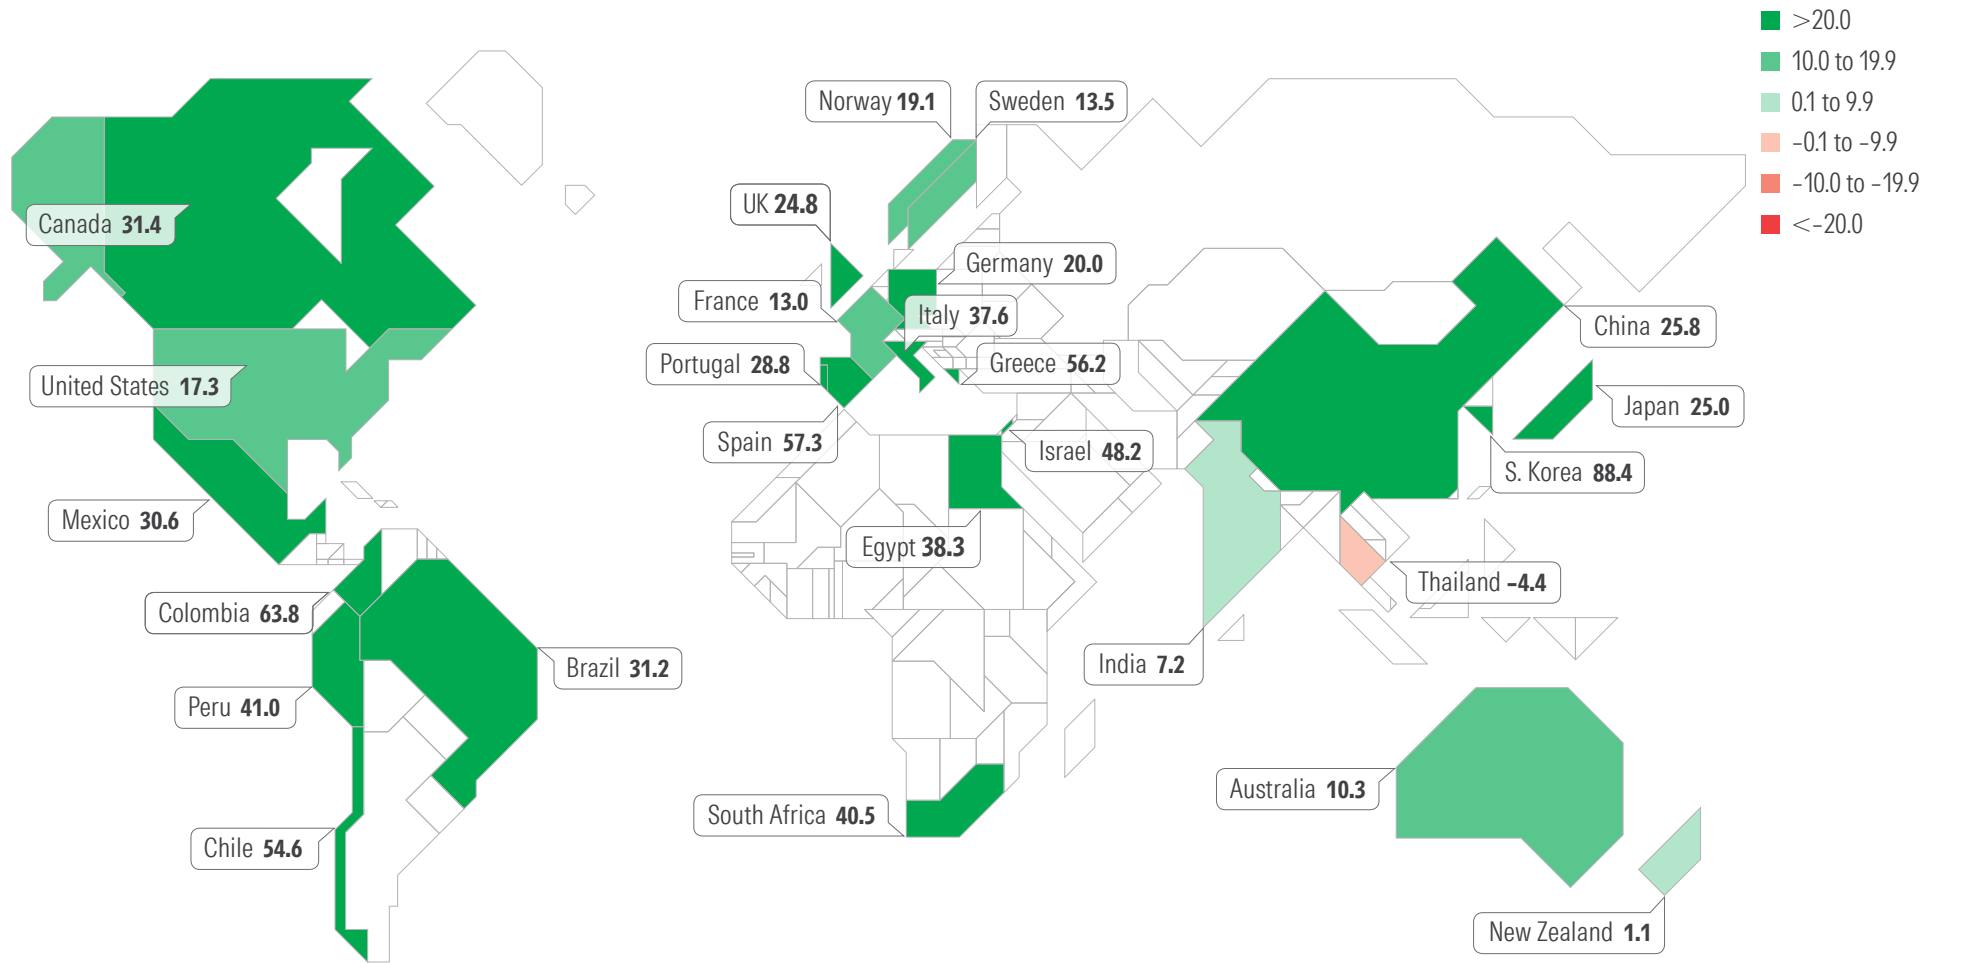 >20.0
10.0 to 19.9
0.1 to 9.9
–0.1 to –9.9
–10.0 to –19.9
<–20.0
Norway 19.1
Sweden 13.5
UK 24.8
Canada 31.4
Germany 20.0
France 13.0
Italy 37.6
China 25.8
Portugal 28.8
Greece 56.2
United States 17.3
Japan 25.0
Spain 57.3
Israel 48.2
S. Korea 88.4
Mexico 30.6
Egypt 38.3
Thailand –4.4
Colombia 63.8
Brazil 31.2
India 7.2
Peru 41.0
Australia 10.3
South Africa 40.5
Chile 54.6
New Zealand 1.1